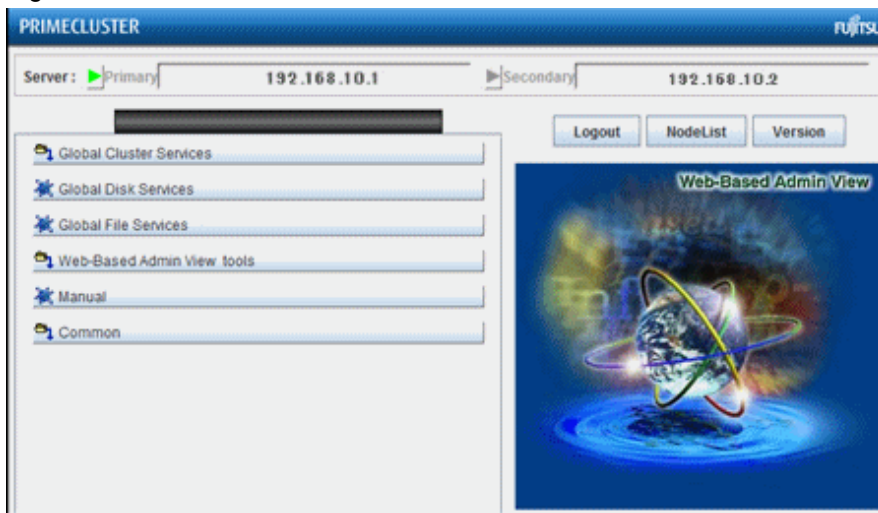 PRIMECLUSTER
Server : Primary 192.168.10.1 Secondary 192.168.10.2
Logout NodeList Version
Global Cluster Services
Global Disk Services
Global File Services
Web-Based Admin View tools
Manual
Common
Web-Based Admin View